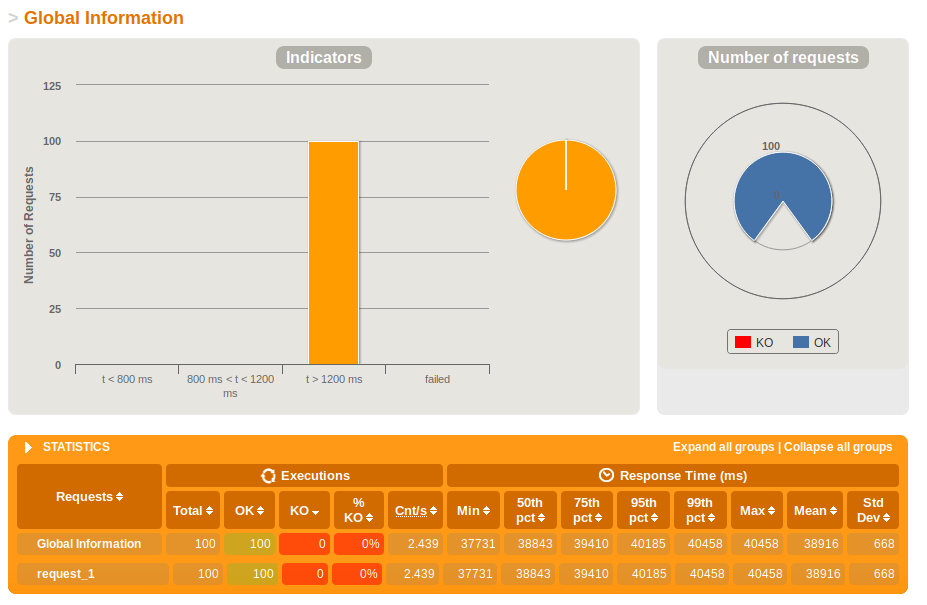 > Global Information
Indicators
Number of requests
Number of Requests
125
100
75
50
25
0
t < 800 ms
800 ms < t < 1200
ms
t > 1200 ms
failed
100
0
KO
OK
STATISTICS
Expand all groups | Collapse all groups
Requests
Executions
Response Time (ms)
Total
OK
KO
%
KO
Cnt/s
Min
50th
pct
75th
pct
95th
pct
99th
pct
Max
Mean
Std
Dev
Global Information 100 100 0 0% 2.439 37731 38843 39410 40185 40458 40458 38916 668
request_1 100 100 0 0% 2.439 37731 38843 39410 40185 40458 40458 38916 668